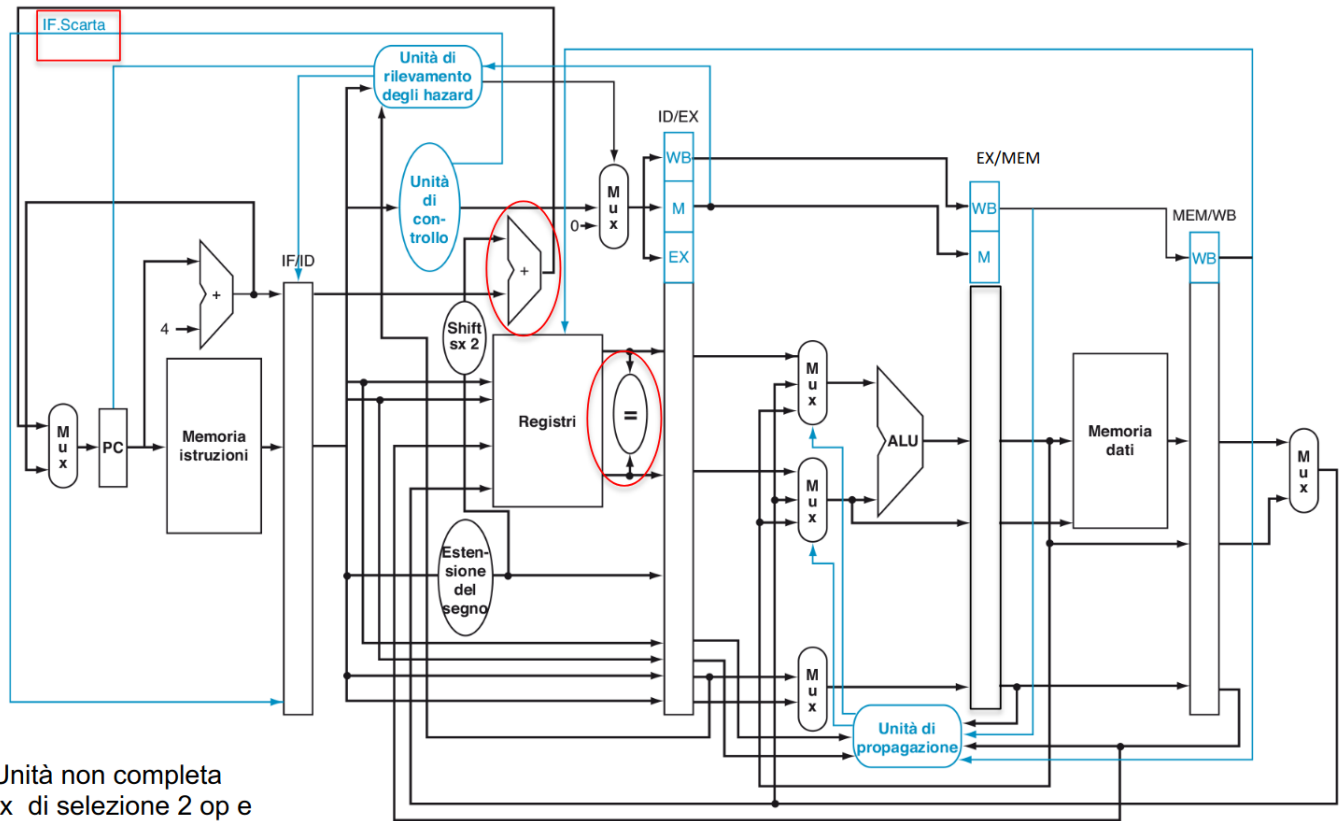 IF.Scarta
Unità di
rilevamento
degli hazard
ID/EX
WB
M
EX
EX/MEM
WB
M
MEM/WB
WB
Unità
di
con-
trollo
M
u
x
0
+
IF/ID
+
4
Shift
sx 2
M
u
x
PC
Memoria
istruzioni
Registri
=
M
u
x
M
u
x
ALU
Memoria
dati
M
u
x
Esten-
sione
del
segno
M
u
x
Unità di
propagazione
Unità non completa
x di selezione 2 op e